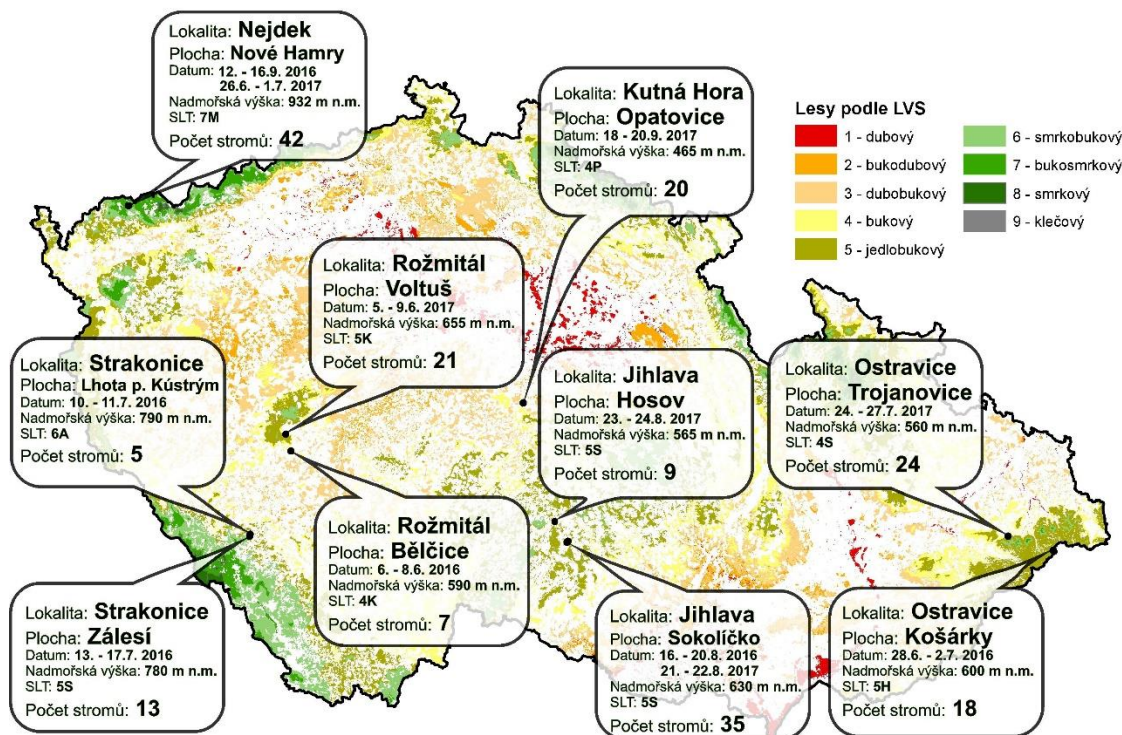 Lokalita: Nejdek
Plocha: Nové Hamry
Datum: 12. - 16.9. 2016
26.6. - 1.7. 2017
Nadmořská výška: 932 m n.m.
SLT: 7M
Počet stromů: 42
Lokalita: Kutná Hora
Plocha: Opatovice
Datum: 18 - 20.9. 2017
Nadmořská výška: 465 m n.m.
SLT: 4P
Počet stromů: 20
Lesy podle LVS
1 - dubový
2 - bukodubový
3 - dubobukový
4 - bukový
5 - jedlobukový
6 - smrkobukový
7 - bukosmrkový
8 - smrkový
9 - klečový
Lokalita: Rožmitál
Plocha: Voltuš
Datum: 5. - 9.6. 2017
Nadmořská výška: 655 m n.m.
SLT: 5K
Počet stromů: 21
Lokalita: Strakonice
Plocha: Lhota p. Kústrým
Datum: 10. - 11.7. 2016
Nadmořská výška: 790 m n.m.
SLT: 6A
Počet stromů: 5
Lokalita: Jihlava
Plocha: Hosov
Datum: 23. - 24.8. 2017
Nadmořská výška: 565 m n.m.
SLT: 5S
Počet stromů: 9
Lokalita: Ostravice
Plocha: Trojanovice
Datum: 24. - 27.7. 2017
Nadmořská výška: 560 m n.m.
SLT: 4S
Počet stromů: 24
Lokalita: Rožmitál
Plocha: Bělčice
Datum: 6. - 8.6. 2016
Nadmořská výška: 590 m n.m.
SLT: 4K
Počet stromů: 7
Lokalita: Strakonice
Plocha: Zálesí
Datum: 13. - 17.7. 2016
Nadmořská výška: 780 m n.m.
SLT: 5S
Počet stromů: 13
Lokalita: Jihlava
Plocha: Sokolíčko
Datum: 16. - 20.8. 2016
21. - 22.8. 2017
Nadmořská výška: 630 m n.m.
SLT: 5S
Počet stromů: 35
Lokalita: Ostravice
Plocha: Košárky
Datum: 28.6. - 2.7. 2016
Nadmořská výška: 600 m n.m.
SLT: 5H
Počet stromů: 18